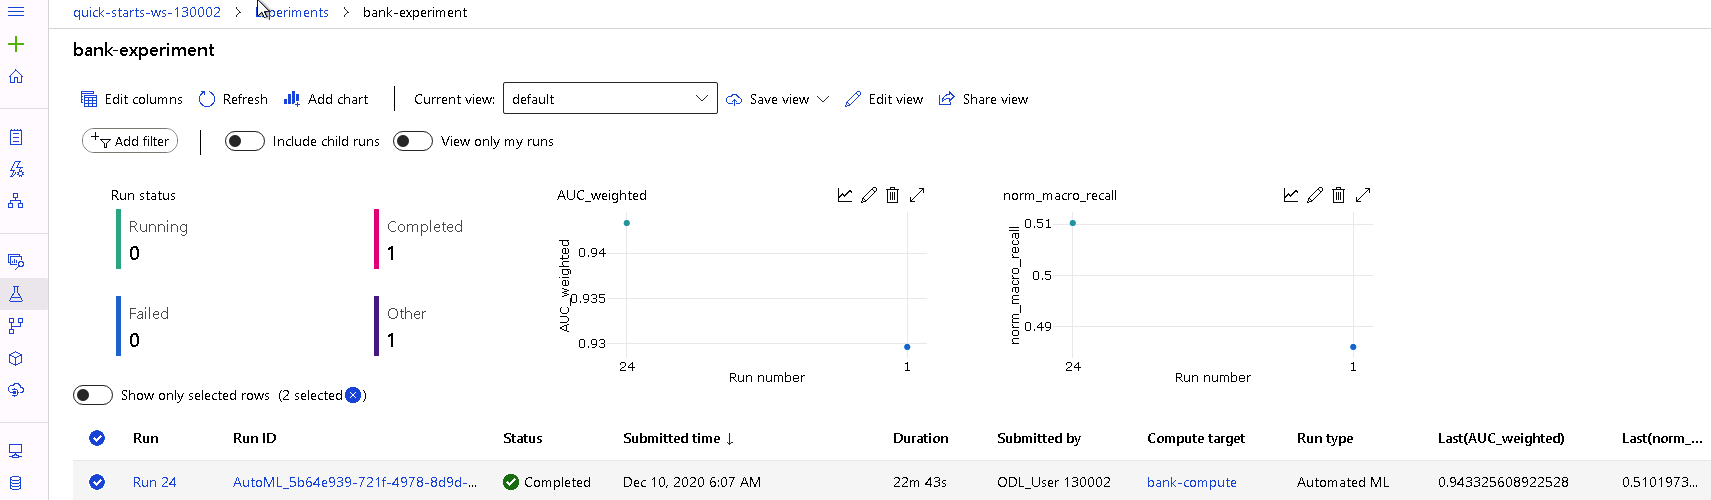 quick-starts-ws-130002 > Experiments > bank-experiment
bank-experiment
Edit columns Refresh Add chart Current view: default Save view Edit view Share view
Add filter Include child runs View only my runs
Run status
Running
0
Completed
1
Failed
0
Other
1
AUC_weighted
AUC_weighted
0.94
0.935
0.93
24 1
Run number
norm_macro_recall
norm_macro_recall
0.51
0.5
0.49
24 1
Run number
Show only selected rows (2 selected )
Run Run ID Status Submitted time ↓ Duration Submitted by Compute target Run type Last(AUC_weighted) Last(norm_...
Run 24 AutoML_5b64e939-721f-4978-8d9d-... Completed Dec 10, 2020 6:07 AM 22m 43s ODL_User 130002 bank-compute Automated ML 0.943325608922528 0.5101973...